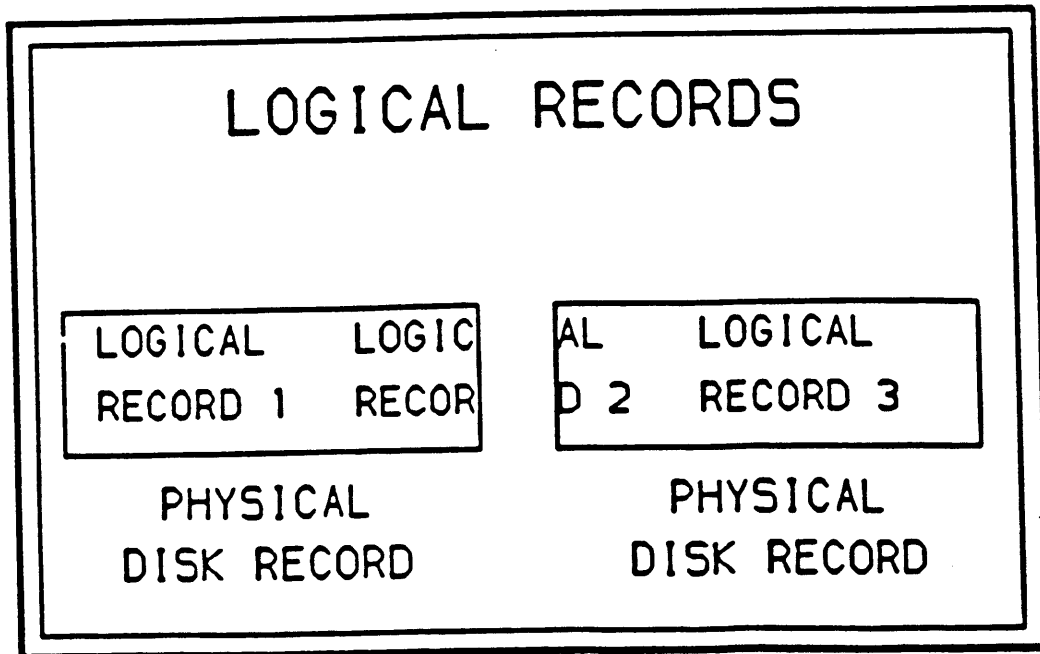 LOGICAL RECORDS
LOGICAL LOGIC
RECORD 1 RECOR
AL LOGICAL
D 2 RECORD 3
PHYSICAL
DISK RECORD
PHYSICAL
DISK RECORD